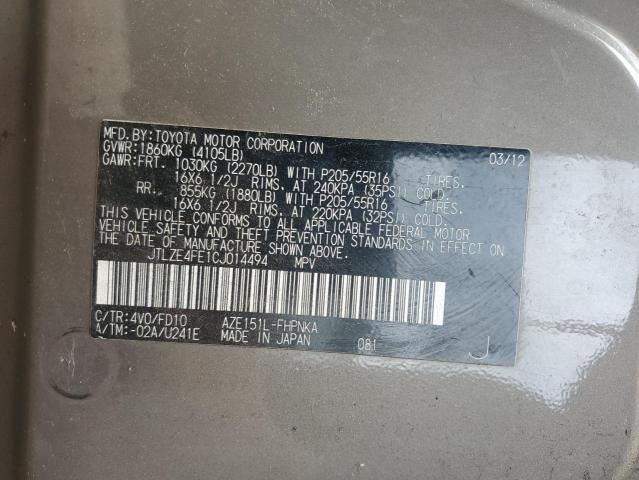 MFD. BY:TOYOTA MOTOR CORPORATION 03/12
GVWR:1860KG (4105LB)
GAWR:FRT. 1030KG (2270LB) WITH P205/55R16 TIRES.
16X6 1/2J RIMS. AT 240KPA (35PSI) COLD.
RR. 855KG (1880LB) WITH P205/55R16 TIRES.
16X6 1/2J RIMS. AT 220KPA (32PSI) COLD.
THIS VEHICLE CONFORMS TO ALL APPLICABLE FEDERAL MOTOR
VEHICLE SAFETY AND THEFT PREVENTION STANDARDS IN EFFECT ON
THE DATE OF MANUFACTURE SHOWN ABOVE.
JTLZE4FE1CJ014494 MPV
C/TR:4V0/FD10 AZE151L-FHPNKA
A/TM:-02A/U241E MADE IN JAPAN 081 J